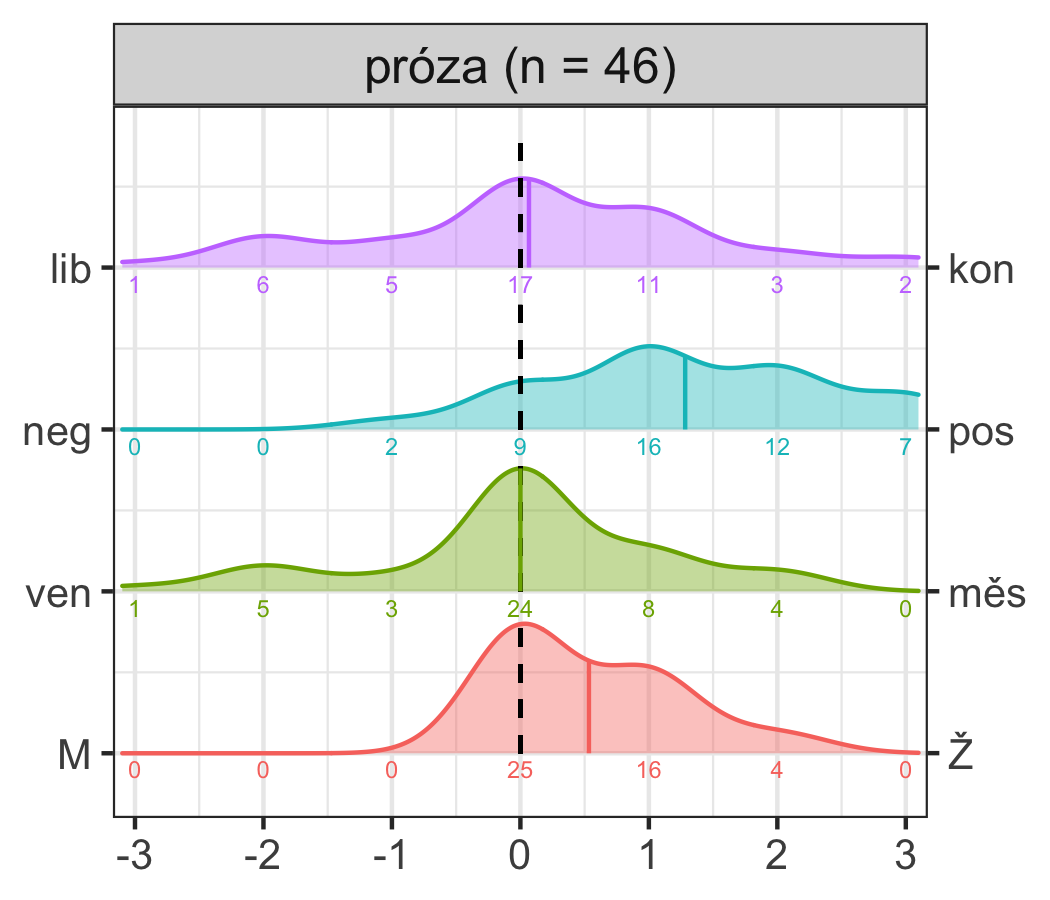 próza (n = 46)
lib kon
1 6 5 17 11 3 2
neg pos
0 0 2 9 16 12 7
ven měs
1 5 3 24 8 4 0
M Ž
0 0 0 25 16 4 0
-3 -2 -1 0 1 2 3